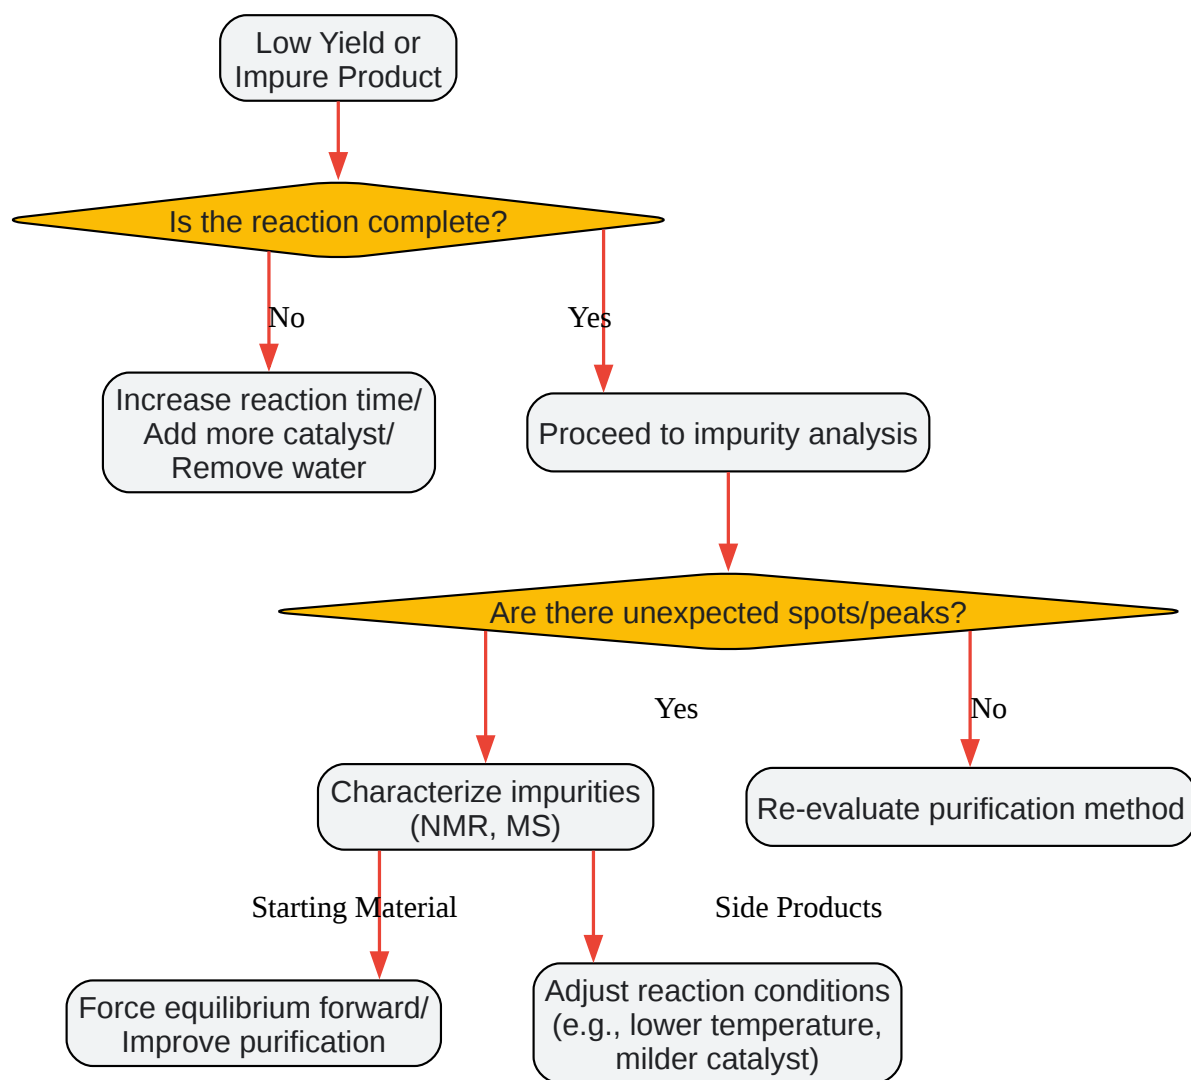 Low Yield or
Impure Product
Is the reaction complete?
No
Yes
Increase reaction time/
Add more catalyst/
Remove water
Proceed to impurity analysis
Are there unexpected spots/peaks?
Yes
No
Characterize impurities
(NMR, MS)
Re-evaluate purification method
Starting Material
Side Products
Force equilibrium forward/
Improve purification
Adjust reaction conditions
(e.g., lower temperature,
milder catalyst)